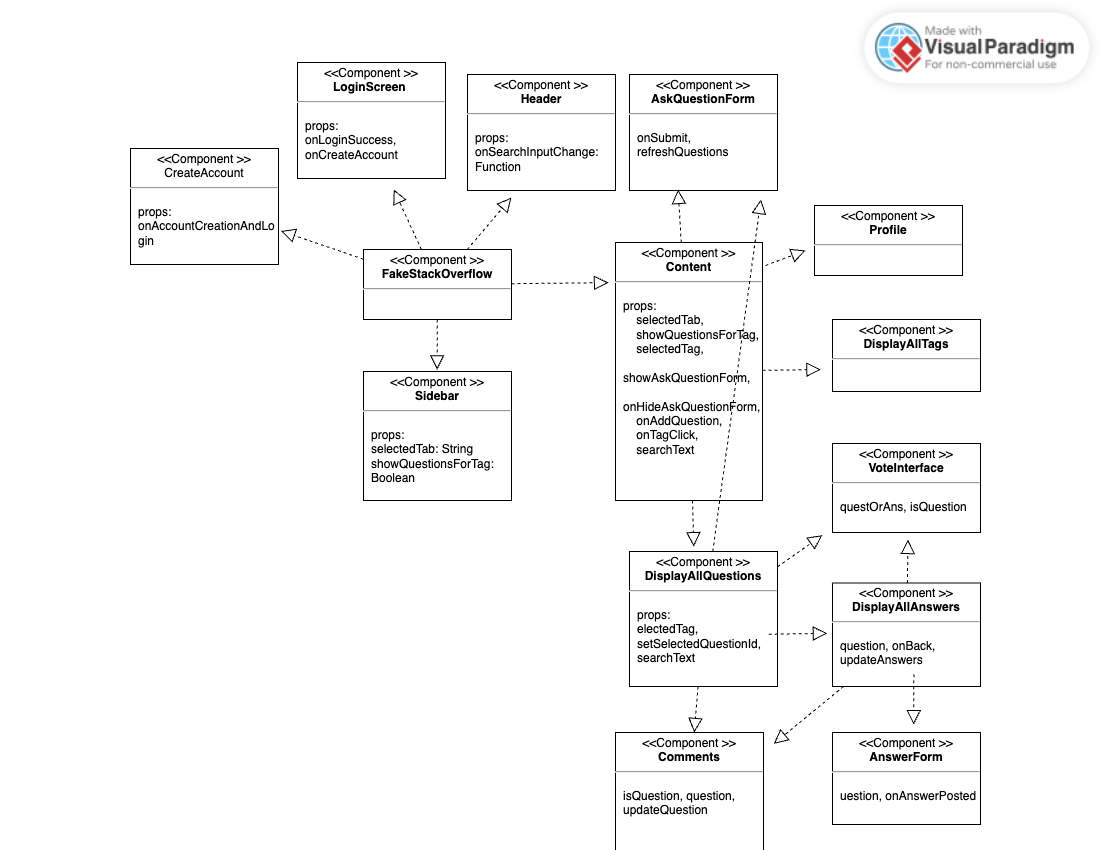 Made with
Visual Paradigm
For non-commercial use
<<Component >>
LoginScreen
props:
onLoginSuccess,
onCreateAccount
<<Component >>
Header
props:
onSearchInputChange:
Function
<<Component >>
AskQuestionForm
onSubmit,
refreshQuestions
<<Component >>
CreateAccount
props:
onAccountCreationAndLo
gin
<<Component >>
Profile
<<Component >>
FakeStackOverflow
<<Component >>
Content
props:
selectedTab,
showQuestionsForTag,
selectedTag,
showAskQuestionForm,
onHideAskQuestionForm,
onAddQuestion,
onTagClick,
searchText
<<Component >>
DisplayAllTags
<<Component >>
Sidebar
props:
selectedTab: String
showQuestionsForTag:
Boolean
<<Component >>
VoteInterface
questOrAns, isQuestion
<<Component >>
DisplayAllQuestions
props:
electedTag,
setSelectedQuestionId,
searchText
<<Component >>
DisplayAllAnswers
question, onBack,
updateAnswers
<<Component >>
Comments
isQuestion, question,
updateQuestion
<<Component >>
AnswerForm
uestion, onAnswerPosted